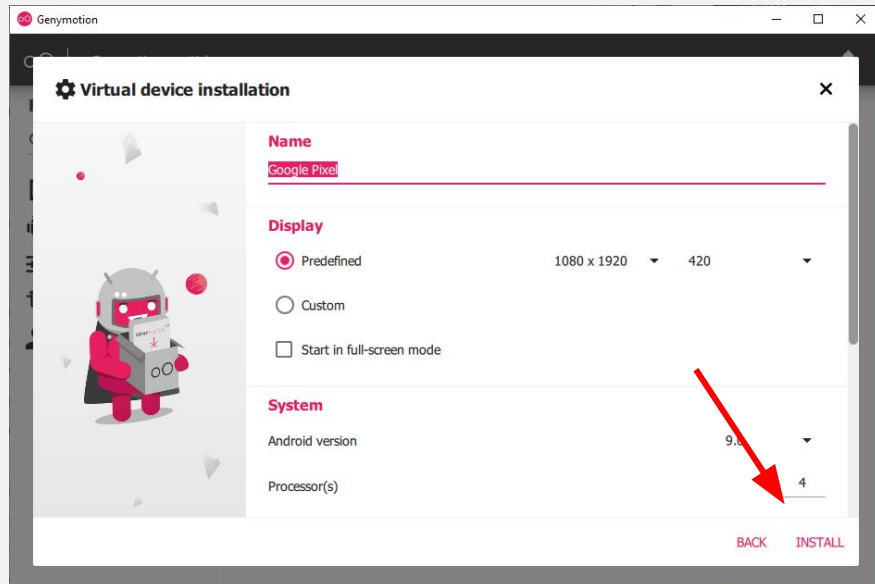 Genymotion
Virtual device installation
Name
Google Pixel
Display
Predefined 1080 x 1920 420
Custom
Start in full-screen mode
System
Android version
Processor(s) 4
BACK INSTALL